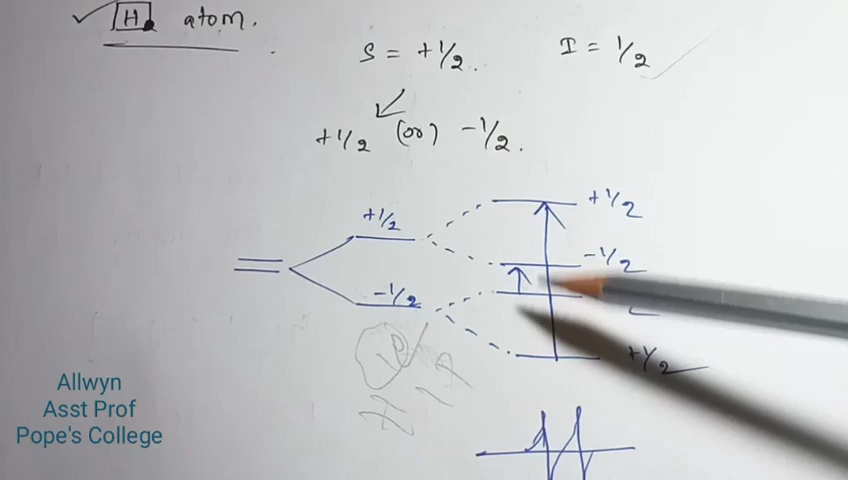 H atom.
S = +1/2. I = 1/2
+1/2 (or) -1/2.
+1/2
+1/2
-1/2
-1/2
+1/2
Allwyn
Asst Prof
Pope's College